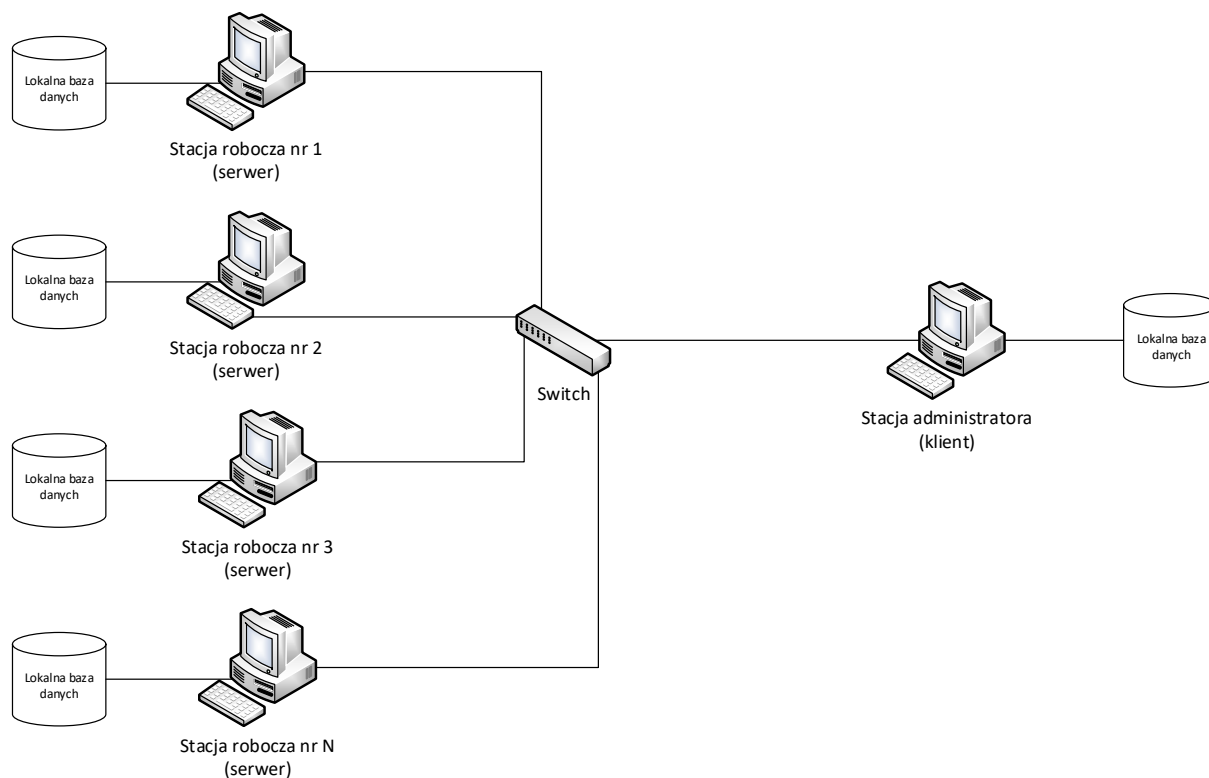 Lokalna baza
danych
Stacja robocza nr 1
(serwer)
Lokalna baza
danych
Stacja robocza nr 2
(serwer)
Switch
Stacja administratora
(klient)
Lokalna baza
danych
Lokalna baza
danych
Stacja robocza nr 3
(serwer)
Lokalna baza
danych
Stacja robocza nr N
(serwer)